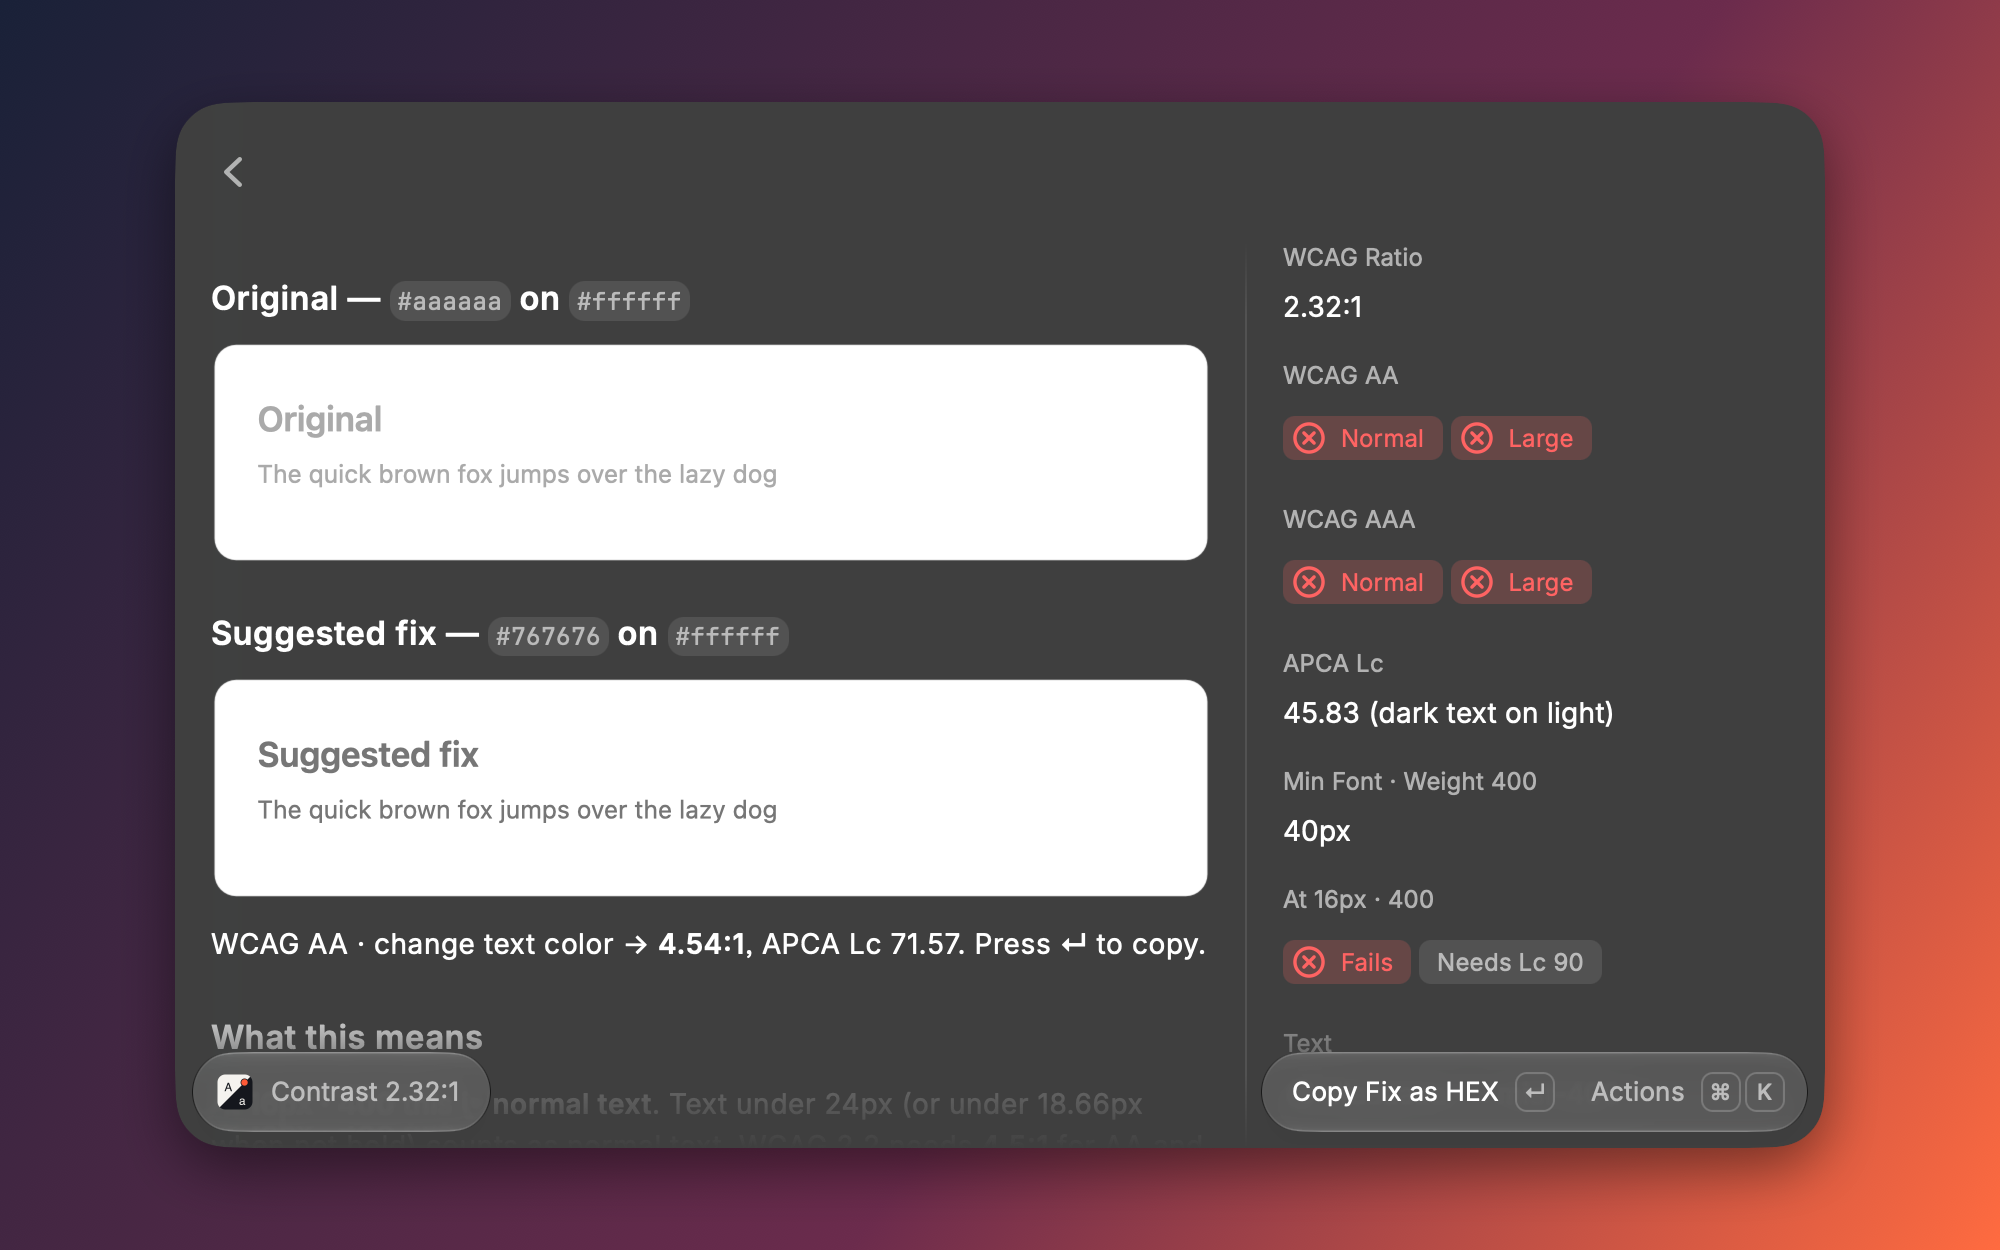 Original — #aaaaaa on #ffffff
Original
The quick brown fox jumps over the lazy dog
Suggested fix — #767676 on #ffffff
Suggested fix
The quick brown fox jumps over the lazy dog
WCAG AA · change text color → 4.54:1, APCA Lc 71.57. Press ↵ to copy.
What this means
normal text. Text under 24px (or under 18.66px
WCAG Ratio
2.32:1
WCAG AA
Normal Large
WCAG AAA
Normal Large
APCA Lc
45.83 (dark text on light)
Min Font · Weight 400
40px
At 16px · 400
Fails Needs Lc 90
Text
A a Contrast 2.32:1
Copy Fix as HEX ↵ Actions ⌘ K